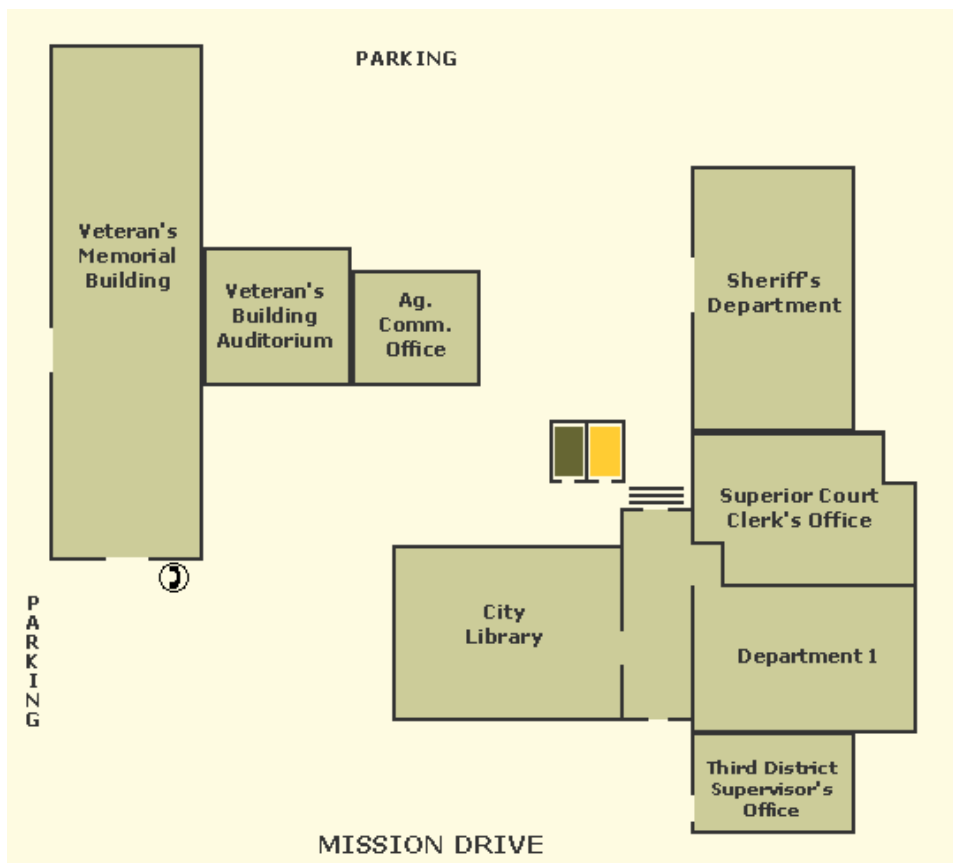 PARKING
Veteran's
Memorial
Building
Veteran's
Building
Auditorium
Ag.
Comm.
Office
Sheriff's
Department
Superior Court
Clerk's Office
City
Library
Department 1
Third District
Supervisor's
Office
PARKING
MISSION DRIVE